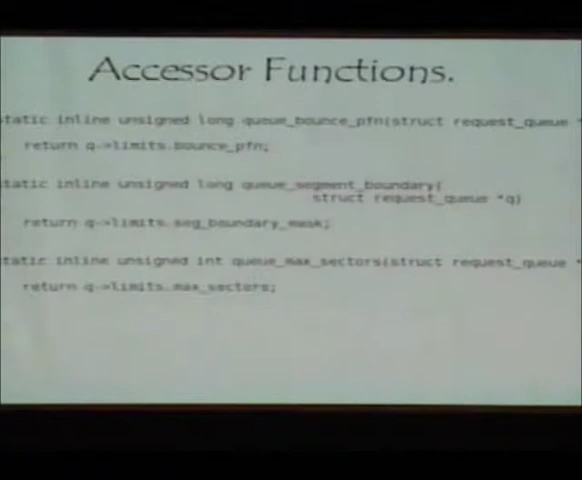 Accessor Functions.
static inline unsigned long queue_bounce_pfn(struct request_queue *
return q->limits.bounce_pfn;
static inline unsigned long queue_segment_boundary(
struct request_queue *q)
return q->limits.seg_boundary_mask;
static inline unsigned int queue_max_sectors(struct request_queue *
return q->limits.max_sectors;